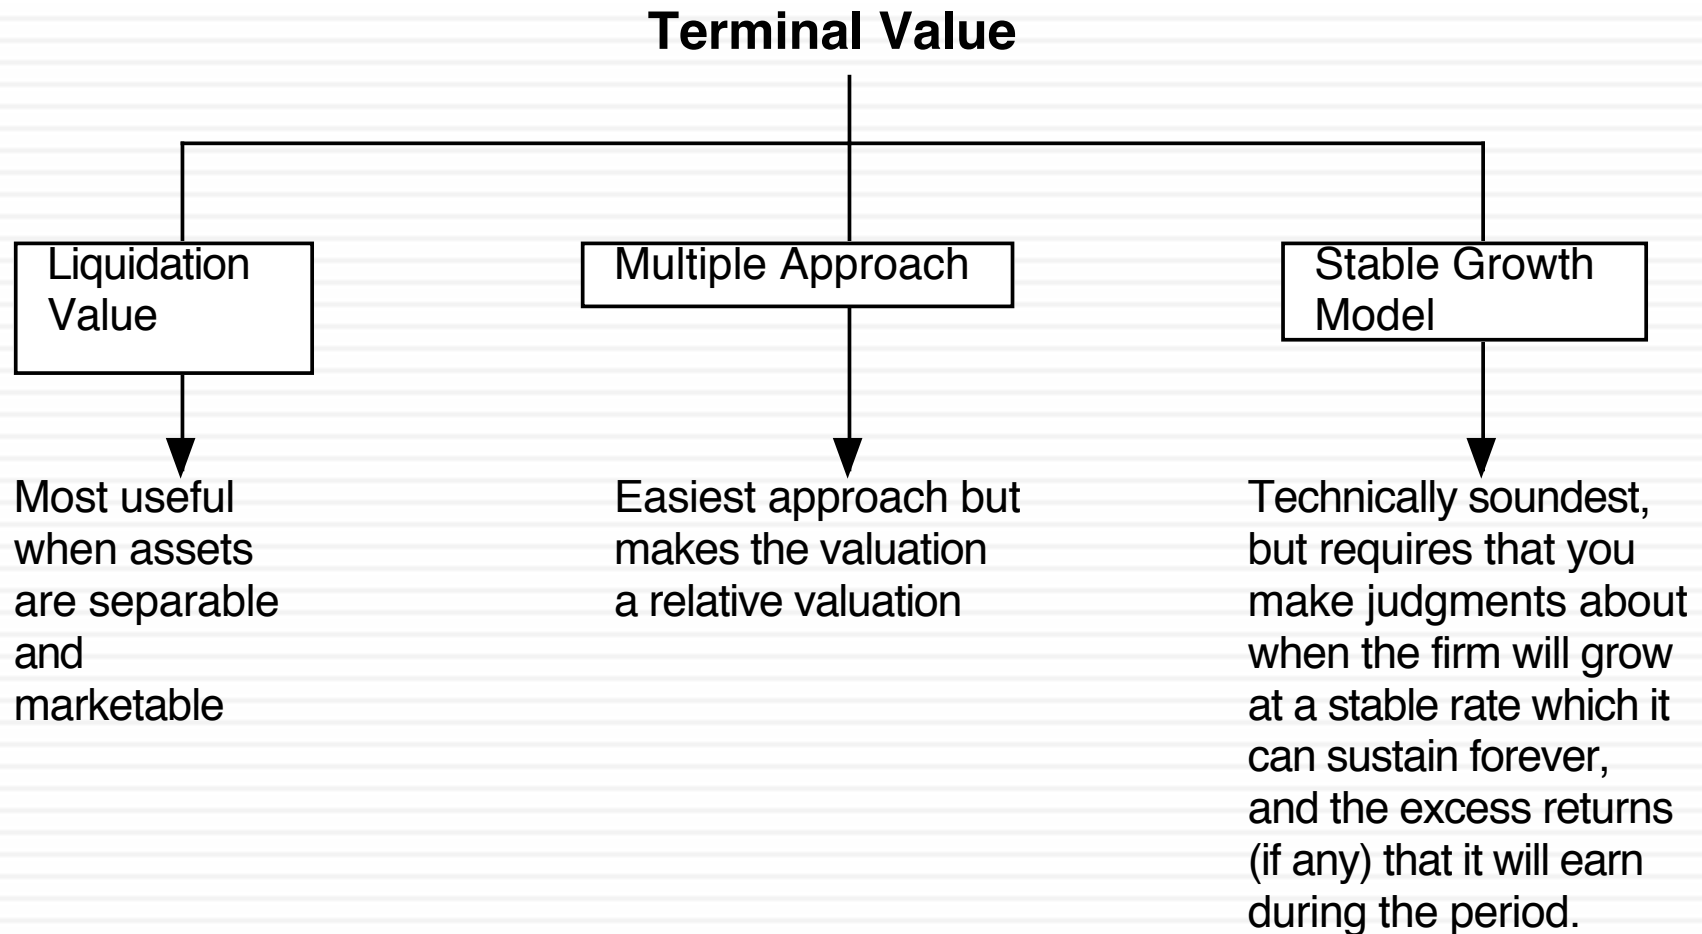 Terminal Value
Liquidation
Value
Multiple Approach
Stable Growth
Model
Most useful
when assets
are separable
and
marketable
Easiest approach but
makes the valuation
a relative valuation
Technically soundest,
but requires that you
make judgments about
when the firm will grow
at a stable rate which it
can sustain forever,
and the excess returns
(if any) that it will earn
during the period.